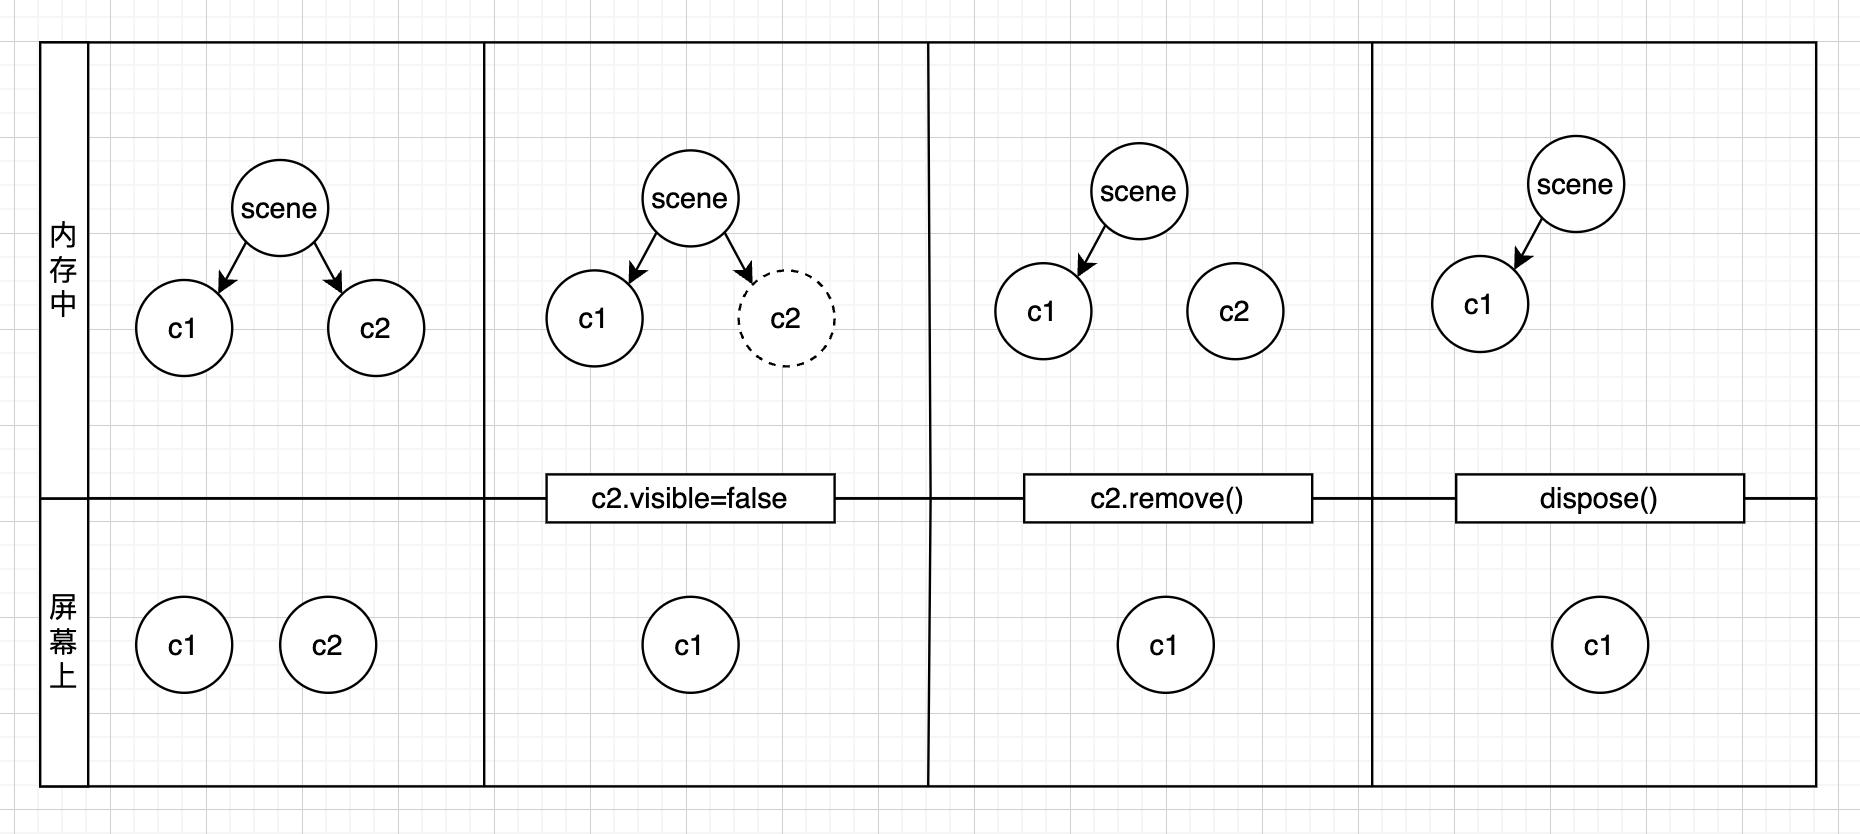 内存中
scene
c1
c2
scene
c1
c2
scene
c1
c2
scene
c1
c2.visible=false
c2.remove()
dispose()
屏幕上
c1
c2
c1
c1
c1